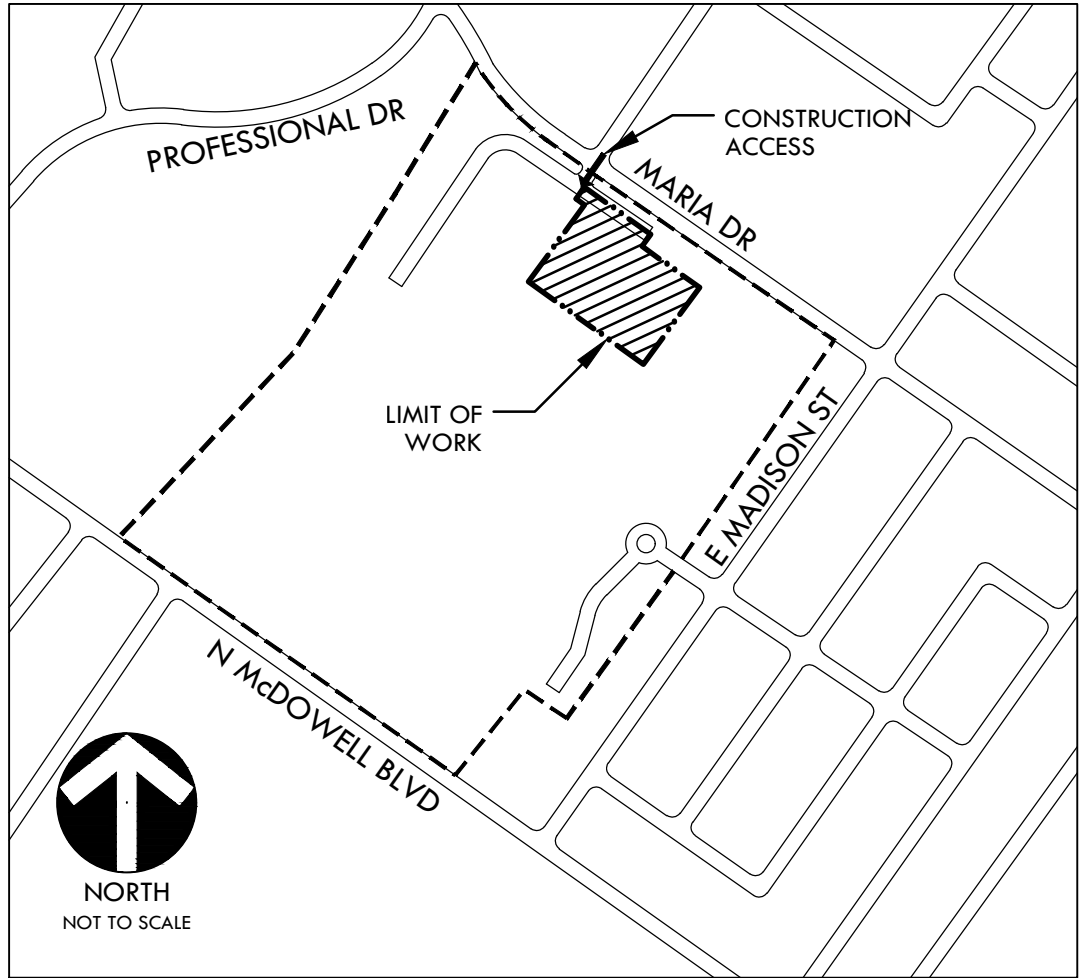 PROFESSIONAL DR
CONSTRUCTION
ACCESS
MARIA DR
LIMIT OF
WORK
E MADISON ST
N McDOWELL BLVD
NORTH
NOT TO SCALE